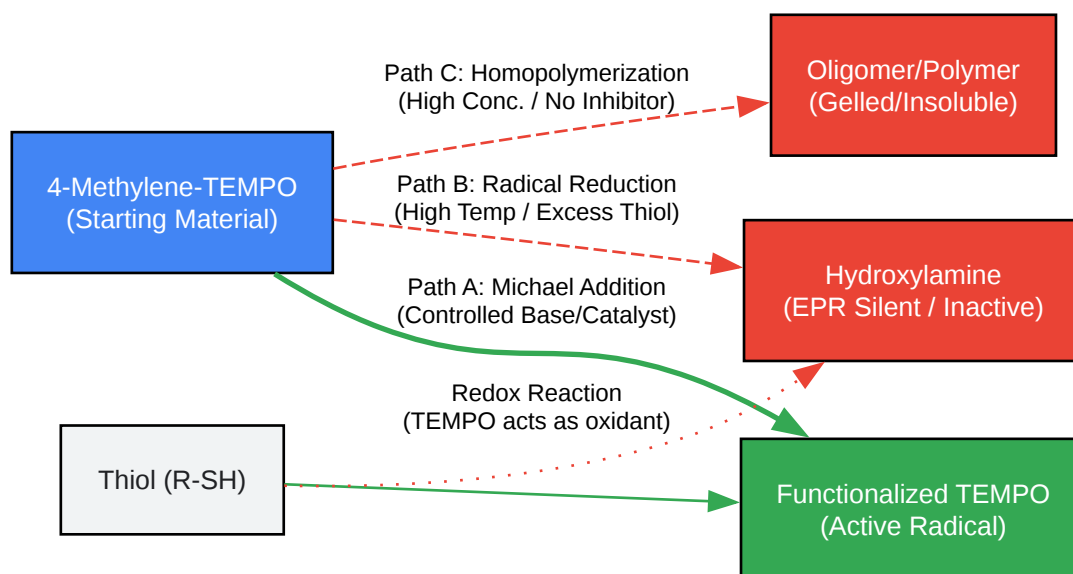 Path C: Homopolymerization
(High Conc. / No Inhibitor)
Oligomer/Polymer
(Gelled/Insoluble)
4-Methylene-TEMPO
(Starting Material)
Path B: Radical Reduction
(High Temp / Excess Thiol)
Hydroxylamine
(EPR Silent / Inactive)
Path A: Michael Addition
(Controlled Base/Catalyst)
Redox Reaction
(TEMPO acts as oxidant)
Thiol (R-SH)
Functionalized TEMPO
(Active Radical)